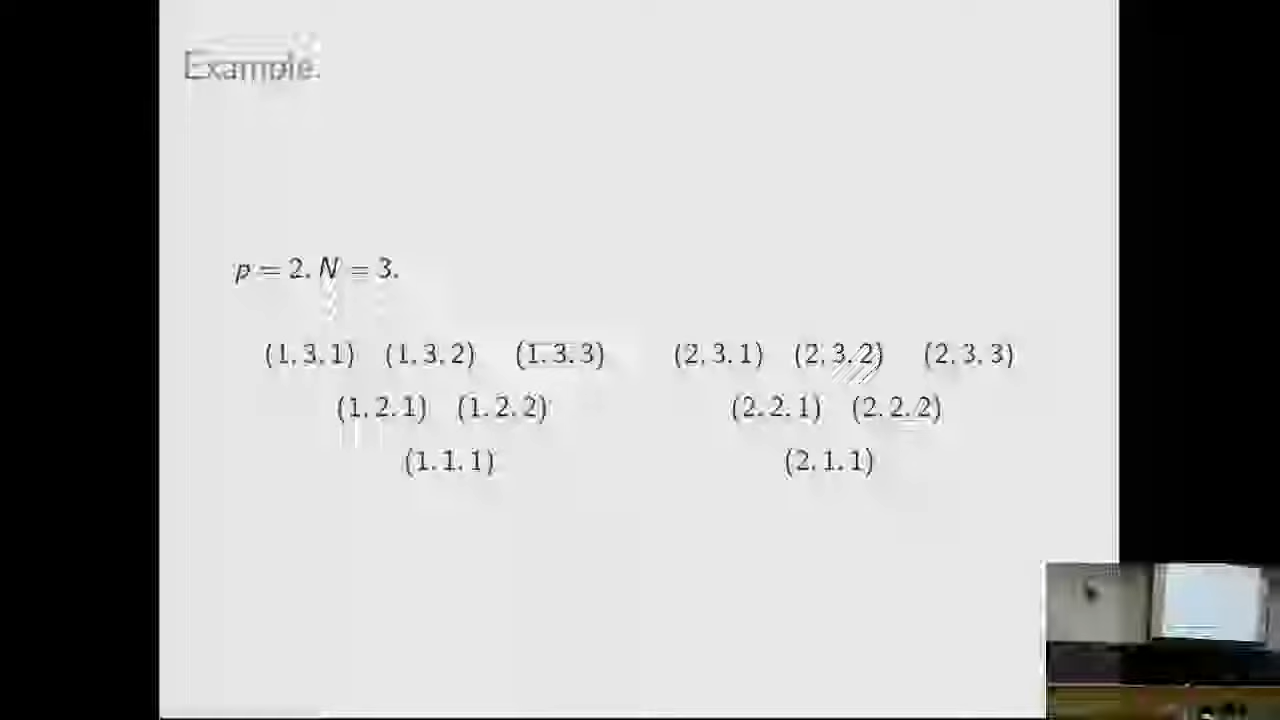 Example.
p = 2, N = 3.
(1, 3, 1) (1, 3, 2) (1, 3, 3) (2, 3, 1) (2, 3, 2) (2, 3, 3)
(1, 2, 1) (1, 2, 2) (2, 2, 1) (2, 2, 2)
(1, 1, 1) (2, 1, 1)